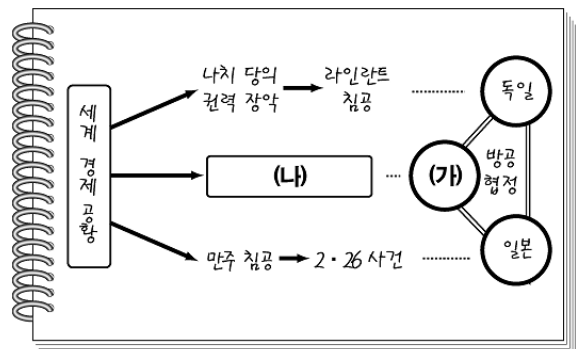 세계 경제 공황
나치 당의
권력 장악
라인란트
침공
독일
(나)
(가)
방공
협정
만주 침공
2·26 사건
일본